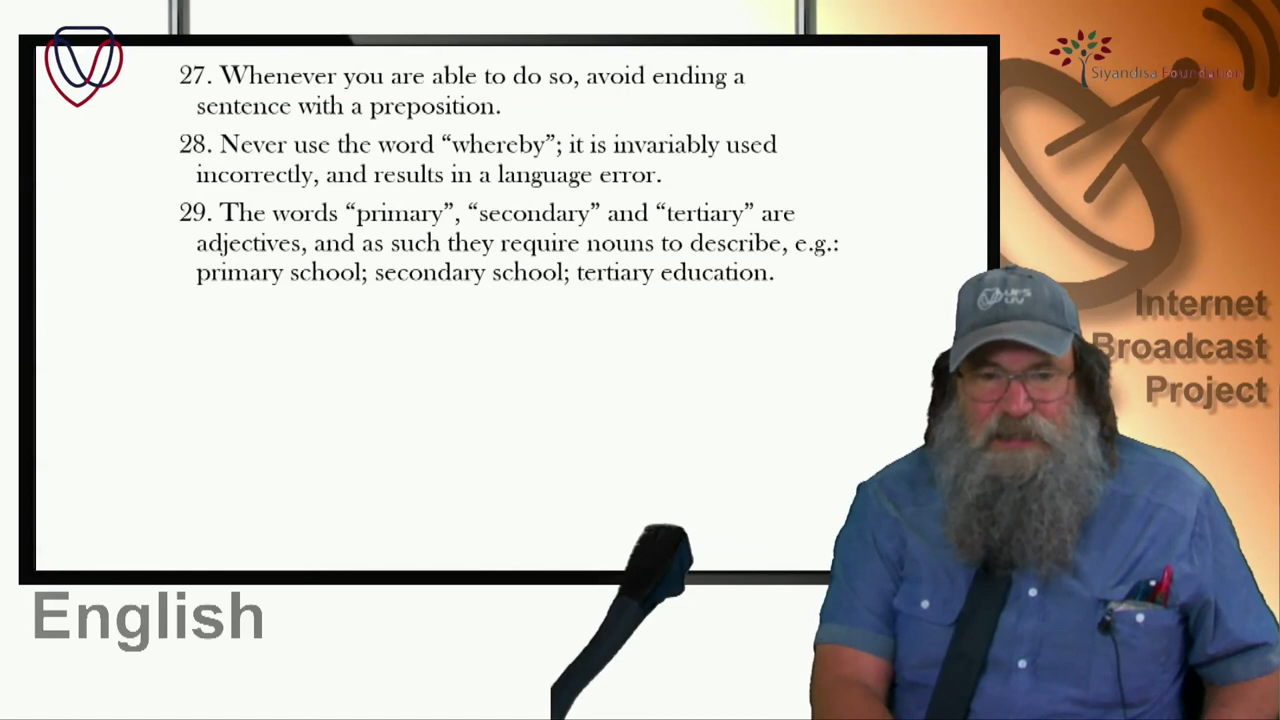 27. Whenever you are able to do so, avoid ending a
sentence with a preposition.
28. Never use the word “whereby”; it is invariably used
incorrectly, and results in a language error.
29. The words “primary”, “secondary” and “tertiary” are
adjectives, and as such they require nouns to describe, e.g.:
primary school; secondary school; tertiary education.
Siyandisa Foundation
Internet
Broadcast
Project
UFS
UV
English